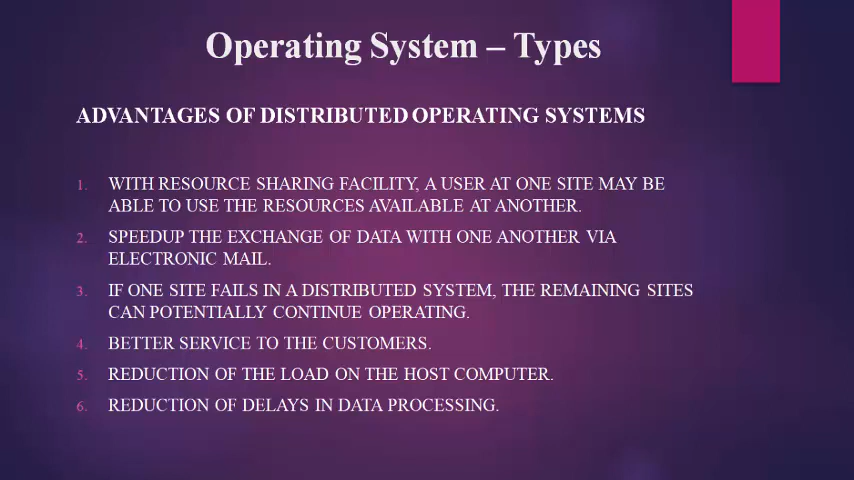 Operating System – Types
ADVANTAGES OF DISTRIBUTED OPERATING SYSTEMS
1. WITH RESOURCE SHARING FACILITY, A USER AT ONE SITE MAY BE
ABLE TO USE THE RESOURCES AVAILABLE AT ANOTHER.
2. SPEEDUP THE EXCHANGE OF DATA WITH ONE ANOTHER VIA
ELECTRONIC MAIL.
3. IF ONE SITE FAILS IN A DISTRIBUTED SYSTEM, THE REMAINING SITES
CAN POTENTIALLY CONTINUE OPERATING.
4. BETTER SERVICE TO THE CUSTOMERS.
5. REDUCTION OF THE LOAD ON THE HOST COMPUTER.
6. REDUCTION OF DELAYS IN DATA PROCESSING.